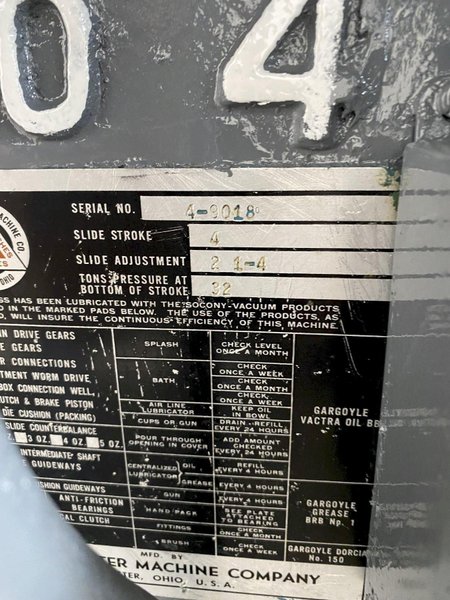 04
MACHINE CO
OHIO
SERIAL NO. 4-9018
SLIDE STROKE 4
SLIDE ADJUSTMENT 2 1-4
TONS PRESSURE AT
BOTTOM OF STROKE 32
SS HAS BEEN LUBRICATED WITH THE SOCONY-VACUUM PRODUCTS
D IN THE MARKED PADS BELOW. THE USE OF THE PRODUCTS, AS
D, WILL INSURE THE CONTINUOUS EFFICIENCY OF THIS MACHINE
N DRIVE GEARS SPLASH CHECK LEVEL ONCE A MONTH
E GEARS
ER CONNECTIONS CHECK ONCE A WEEK
TMENT WORM DRIVE, BATH CHECK ONCE A MONTH
BOX CONNECTION WELL, CHECK ONCE A WEEK
UTCH & BRAKE PISTON AIR LINE LUBRICATOR KEEP OIL IN BOWL GARGOYLE VACTRA OIL BB
DIE CUSHION (PACKING) CUPS OR GUN DRAIN-REFILL EVERY 24 HOURS
SLIDE COUNTERBALANCE
3 OZ. 4 OZ. 5 OZ. POUR THROUGH OPENING IN COVER ADD AMOUNT CHECKED EVERY 24 HOURS
INTERMEDIATE SHAFT CENTRALIZED LUBRICATOR OIL REFILL EVERY 4 HOURS
E GUIDEWAYS GREASE EVERY 4 HOURS
CUSHION GUIDEWAYS GUN EVERY 4 HOURS
ANTI-FRICTION BEARINGS HAND PACK SEE PLATE ATTACHED TO BEARING GARGOYLE GREASE BRB No. 1
AL CLUTCH FITTINGS
BRUSH CHECK ONCE A WEEK GARGOYLE DORCIA No. 150
MFD. BY
ER MACHINE COMPANY
TER, OHIO, U.S.A.